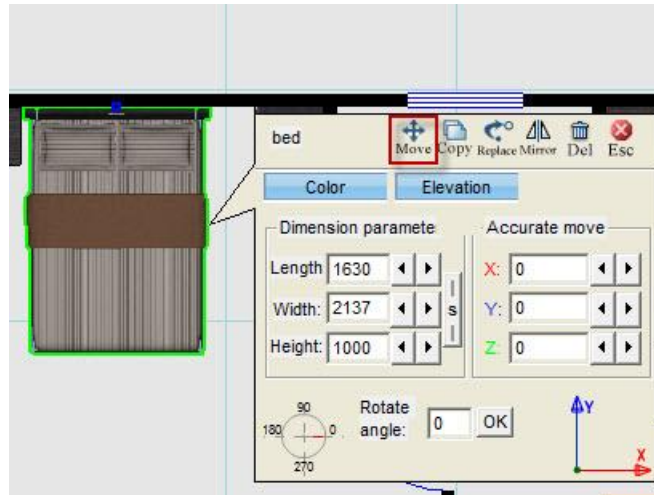 bed
Move Copy Replace Mirror Del Esc
Color Elevation
Dimension paramete Accurate move
Length 1630 X: 0
Width: 2137 s Y: 0
Height: 1000 Z: 0
90
180 0
270
Rotate angle: 0 OK
Y
X